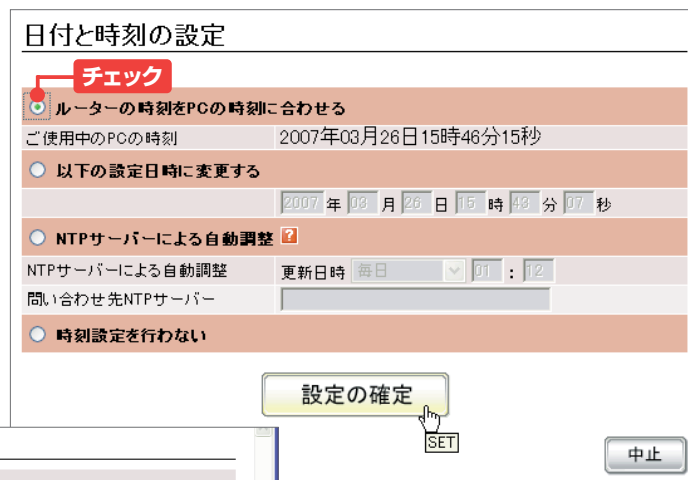 日付と時刻の設定
チェック
ルーターの時刻をPCの時刻に合わせる
ご使用中のPCの時刻 2007年03月26日15時46分15秒
以下の設定日時に変更する
2007 年 03 月 26 日 15 時 43 分 07 秒
NTPサーバーによる自動調整 ?
NTPサーバーによる自動調整 更新日時 毎日 01 : 12
問い合わせ先NTPサーバー
時刻設定を行わない
設定の確定
SET
中止